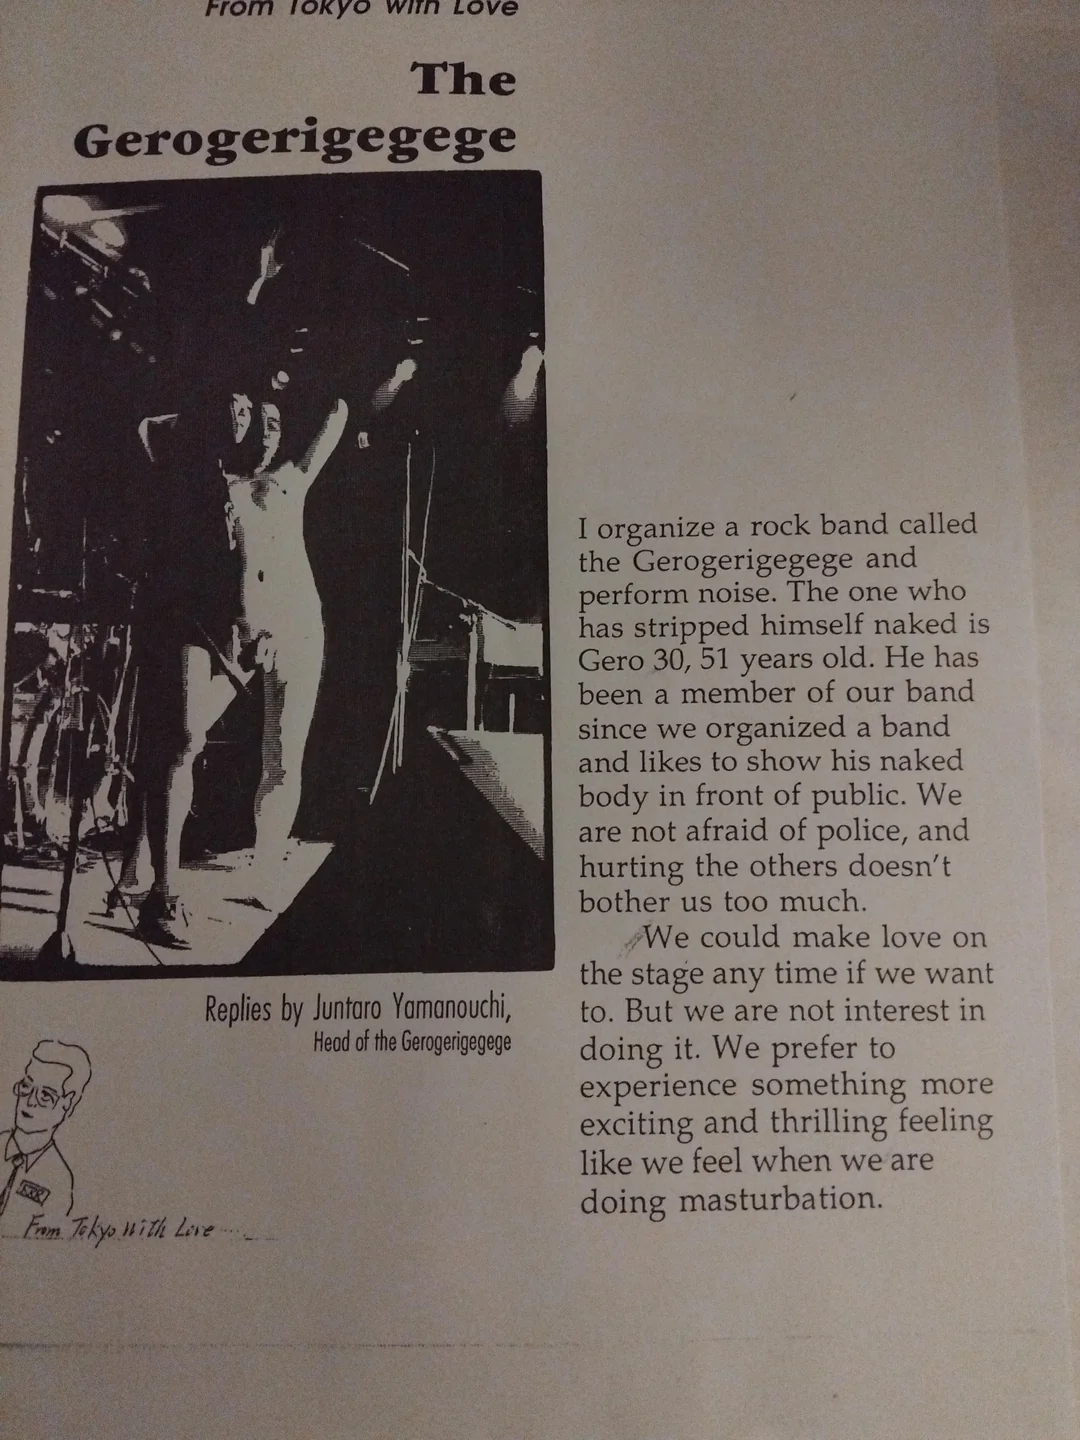 From Tokyo with Love
The
Gerogerigegege
I organize a rock band called
the Gerogerigegege and
perform noise. The one who
has stripped himself naked is
Gero 30, 51 years old. He has
been a member of our band
since we organized a band
and likes to show his naked
body in front of public. We
are not afraid of police, and
hurting the others doesn't
bother us too much.
We could make love on
the stage any time if we want
to. But we are not interest in
doing it. We prefer to
experience something more
exciting and thrilling feeling
like we feel when we are
doing masturbation.
Replies by Juntaro Yamanouchi,
Head of the Gerogerigegege
From Tokyo With Love